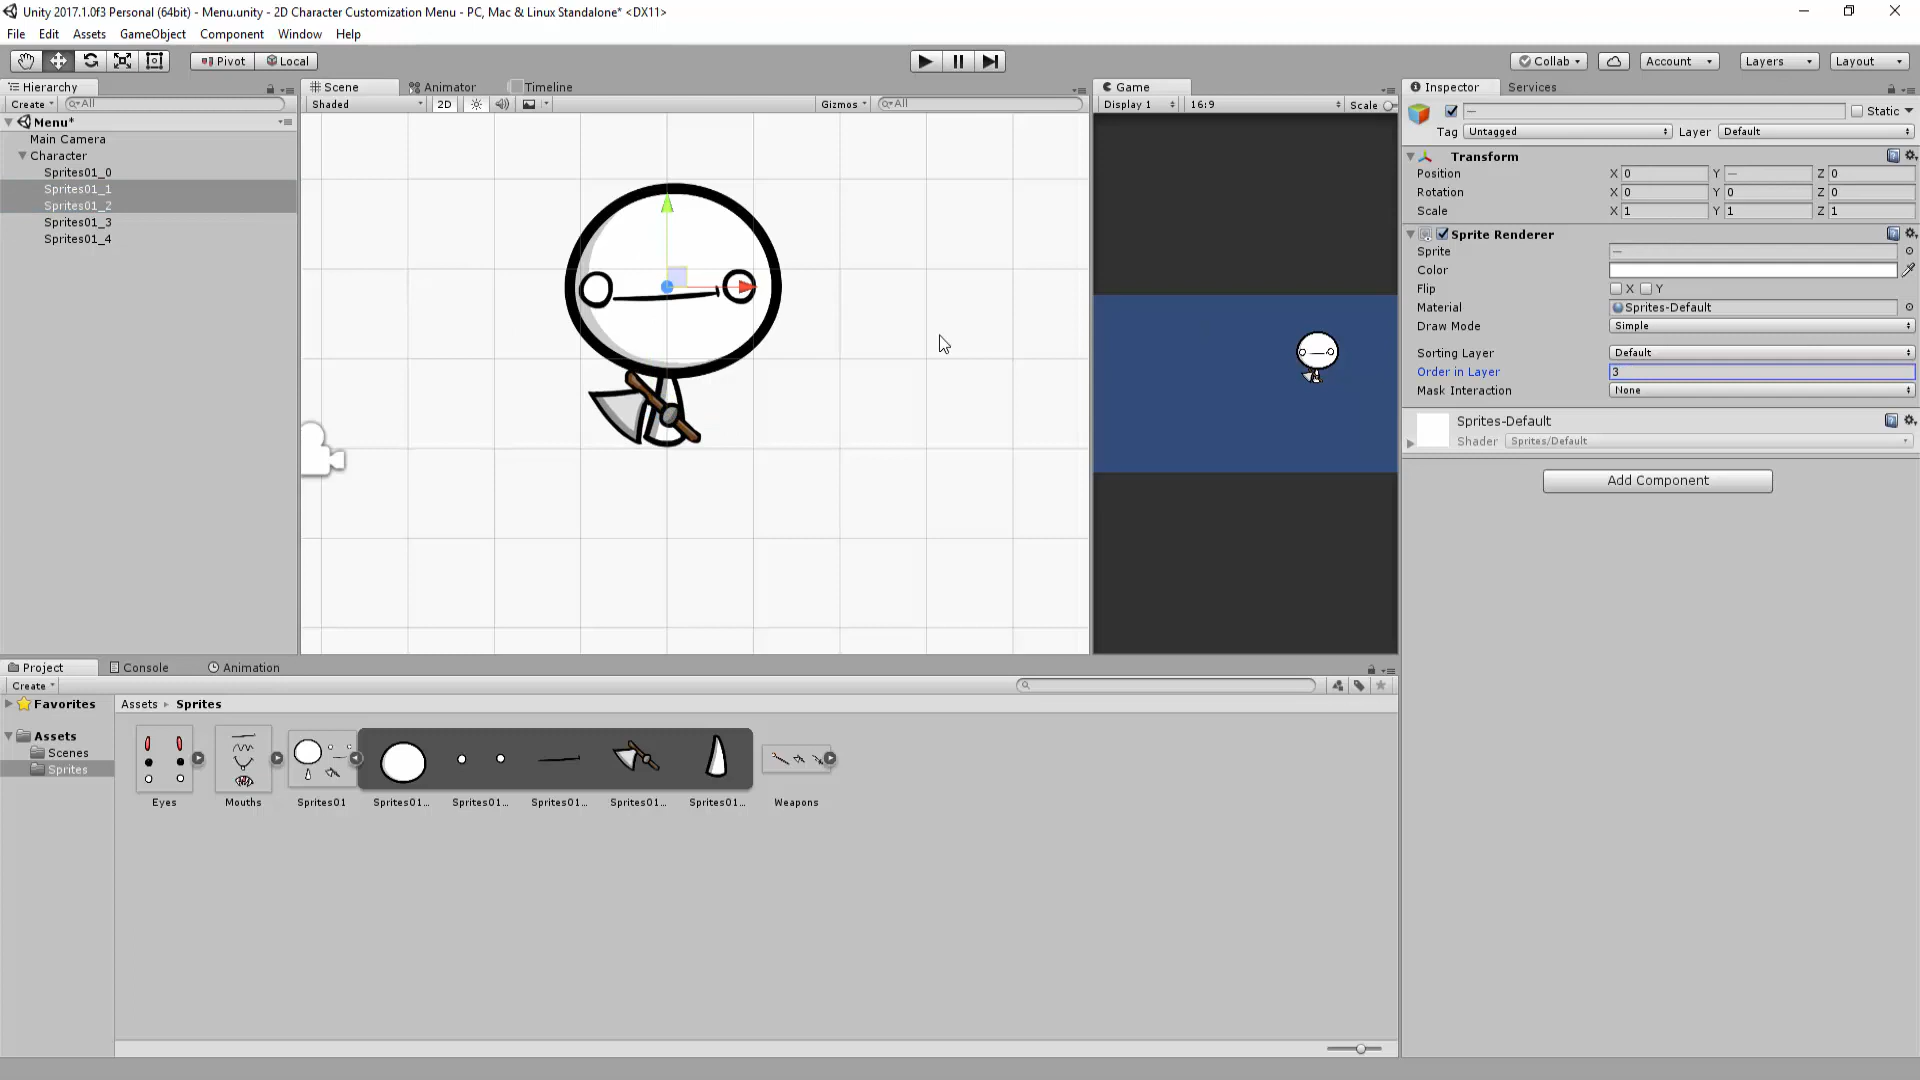 Unity 2017.1.0f3 Personal (64bit) - Menu.unity - 2D Character Customization Menu - PC, Mac & Linux Standalone* <DX11>
File Edit Assets GameObject Component Window Help
Pivot Local Collab Account Layers Layout
Hierarchy Scene Animator Timeline Game Inspector Services
Create All Shaded 2D Gizmos All Display 1 16:9 Scale
Menu*
Main Camera
Character
Sprites01_0
Sprites01_1
Sprites01_2
Sprites01_3
Sprites01_4
Static
Tag Untagged Layer Default
Transform
Position X 0 Y — Z 0
Rotation X 0 Y 0 Z 0
Scale X 1 Y 1 Z 1
Sprite Renderer
Sprite —
Color
Flip X Y
Material Sprites-Default
Draw Mode Simple
Sorting Layer Default
Order in Layer 3
Mask Interaction None
Sprites-Default
Shader Sprites/Default
Add Component
Project Console Animation
Create
Favorites
Assets
Scenes
Sprites
Assets Sprites
Eyes Mouths Sprites01 Sprites01... Sprites01... Sprites01... Sprites01... Sprites01... Weapons